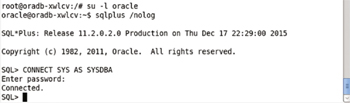 root@oradb-xwlcv:/# su -l oracle
oracle@oradb-xwlcv:~$ sqlplus /nolog
SQL*Plus: Release 11.2.0.2.0 Production on Thu Dec 17 22:29:00 2015
Copyright (c) 1982, 2011, Oracle.  All rights reserved.
SQL> CONNECT SYS AS SYSDBA
Enter password:
Connected.
SQL>